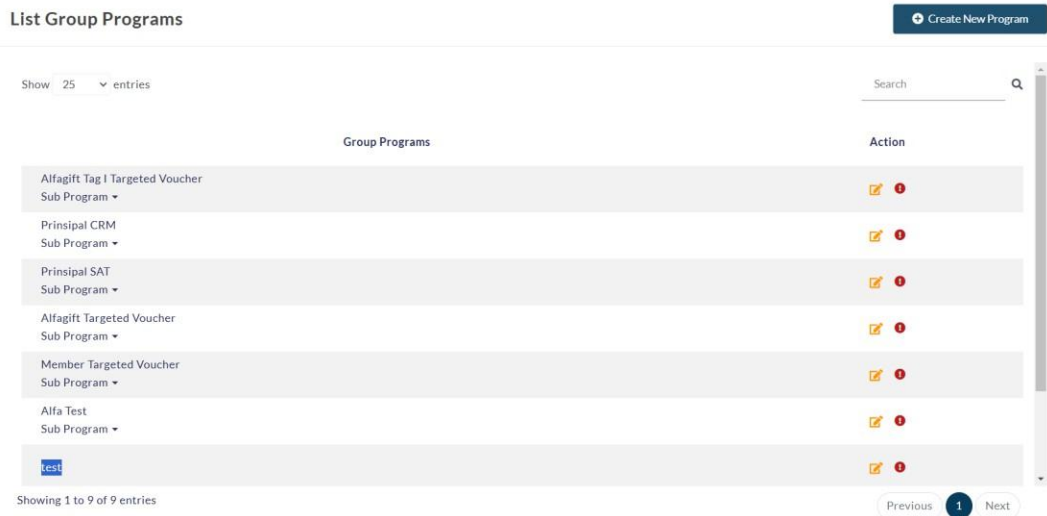 List Group Programs
Create New Program
Show 25 entries
Search
Group Programs Action
Alfagift Tag I Targeted Voucher
Sub Program
Prinsipal CRM
Sub Program
Prinsipal SAT
Sub Program
Alfagift Targeted Voucher
Sub Program
Member Targeted Voucher
Sub Program
Alfa Test
Sub Program
test
Showing 1 to 9 of 9 entries
Previous 1 Next